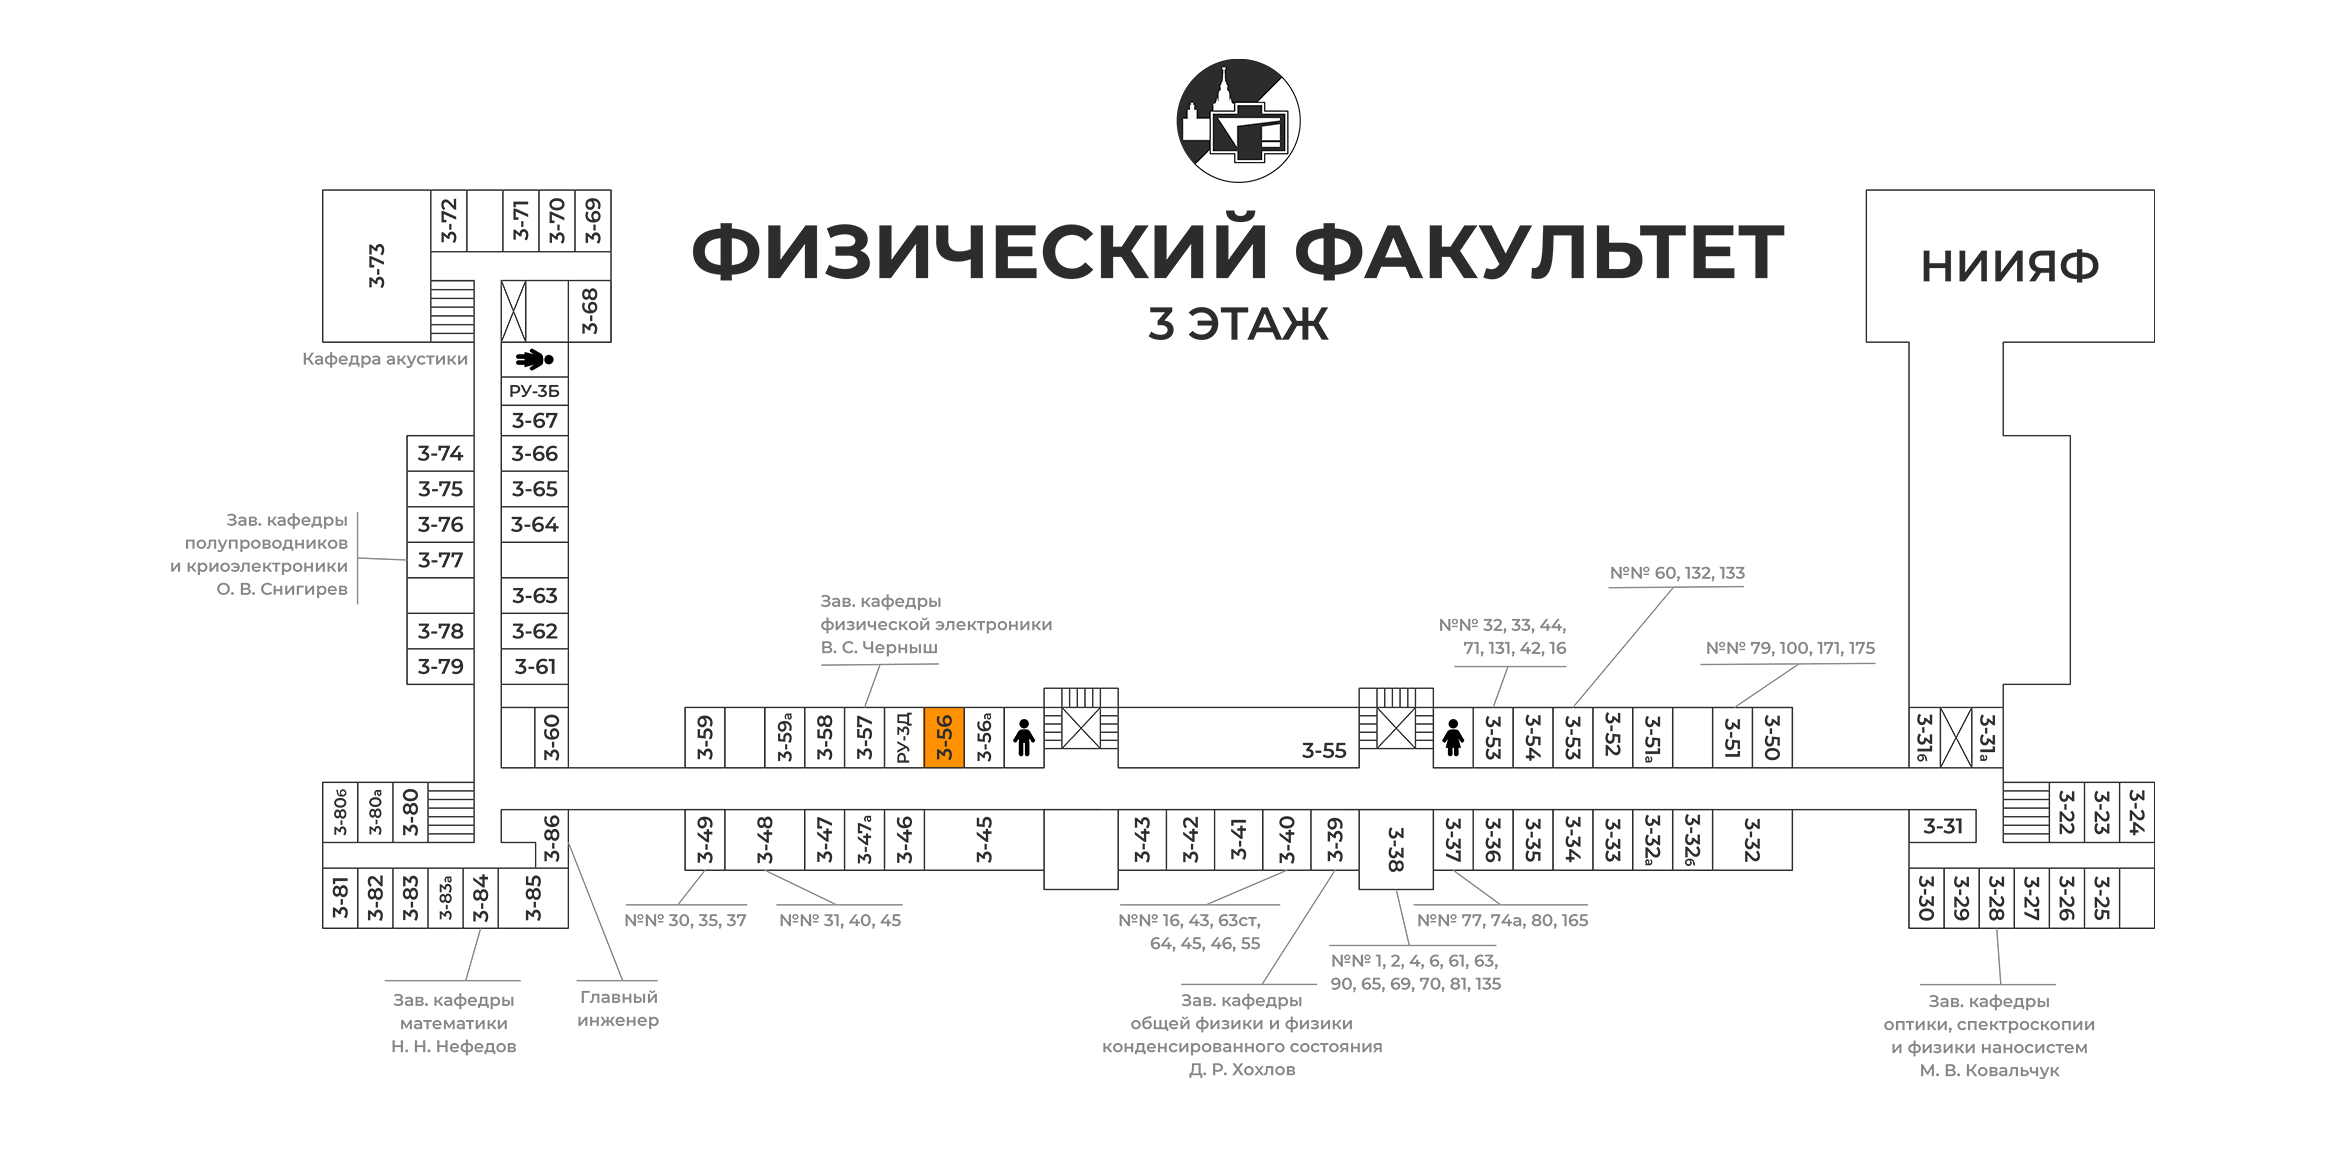 ФИЗИЧЕСКИЙ ФАКУЛЬТЕТ
3 ЭТАЖ
НИИЯФ
3-73
3-72
3-71
3-70
3-69
3-68
Кафедра акустики
РУ-3Б
3-67
3-74
3-66
3-75
3-65
3-76
3-64
3-77
3-63
3-78
3-62
3-79
3-61
Зав. кафедры
полупроводников
и криоэлектроники
О. В. Снигирев
Зав. кафедры
физической электроники
В. С. Черныш
№№ 32, 33, 44,
71, 131, 42, 16
№№ 60, 132, 133
№№ 79, 100, 171, 175
3-60
3-59
3-59а
3-58
3-57
РУ-3Д
3-56
3-56а
3-55
3-53
3-54
3-53
3-52
3-51а
3-51
3-50
3-31б
3-31а
3-80б
3-80а
3-80
3-86
3-49
3-48
3-47
3-47а
3-46
3-45
3-43
3-42
3-41
3-40
3-39
3-38
3-37
3-36
3-35
3-34
3-33
3-32а
3-32б
3-32
3-31
3-22
3-23
3-24
3-81
3-82
3-83
3-83а
3-84
3-85
3-30
3-29
3-28
3-27
3-26
3-25
№№ 30, 35, 37
№№ 31, 40, 45
№№ 16, 43, 63ст,
64, 45, 46, 55
№№ 77, 74а, 80, 165
№№ 1, 2, 4, 6, 61, 63,
90, 65, 69, 70, 81, 135
Зав. кафедры
математики
Н. Н. Нефедов
Главный
инженер
Зав. кафедры
общей физики и физики
конденсированного состояния
Д. Р. Хохлов
Зав. кафедры
оптики, спектроскопии
и физики наносистем
М. В. Ковальчук